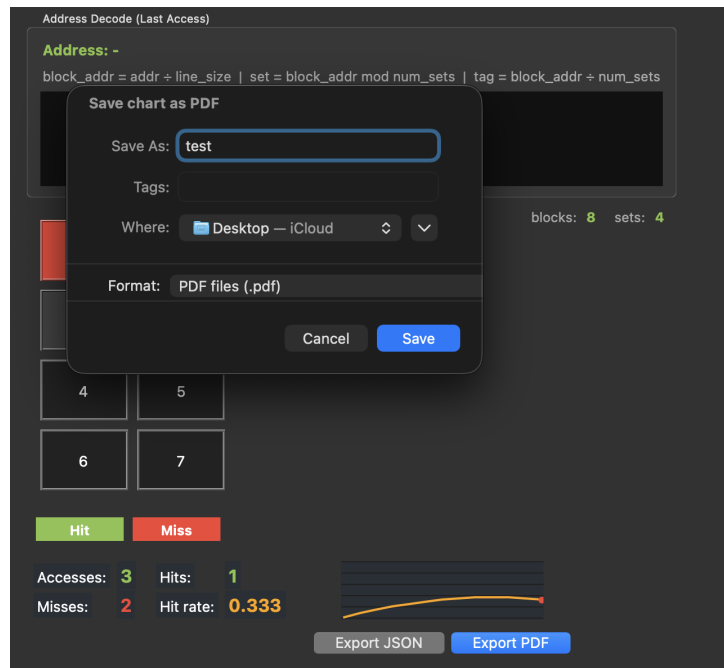 Address Decode (Last Access)
Address: -
block_addr = addr ÷ line_size | set = block_addr mod num_sets | tag = block_addr ÷ num_sets
Save chart as PDF
Save As: test
Tags:
Where: Desktop — iCloud
blocks: 8 sets: 4
Format: PDF files (.pdf)
Cancel Save
4 5
6 7
Hit Miss
Accesses: 3 Hits: 1
Misses: 2 Hit rate: 0.333
Export JSON Export PDF